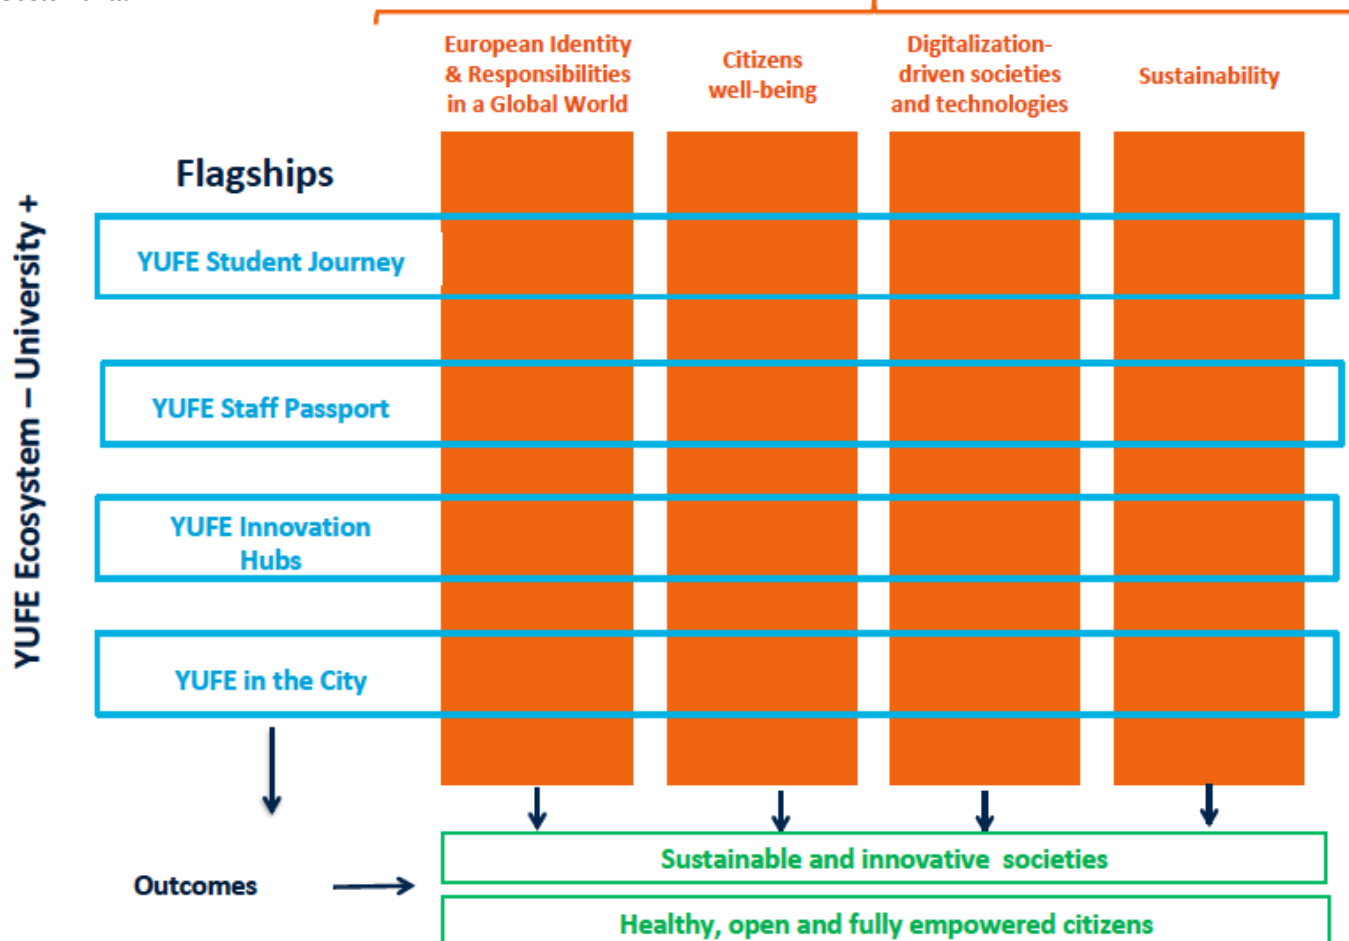 European Identity
& Responsibilities
in a Global World
Citizens
well-being
Digitalization-
driven societies
and technologies
Sustainability
Flagships
YUFE Ecosystem – University +
YUFE Student Journey
YUFE Staff Passport
YUFE Innovation
Hubs
YUFE in the City
Outcomes
Sustainable and innovative societies
Healthy, open and fully empowered citizens